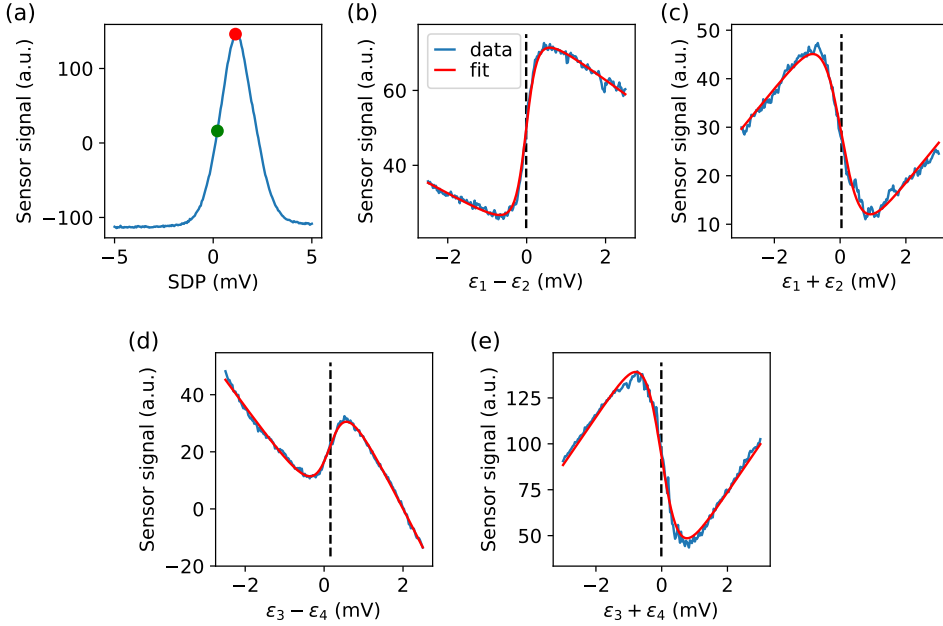 (a)
Sensor signal (a.u.)
100
0
−100
−5
0
5
SDP (mV)
(b)
Sensor signal (a.u.)
60
40
data
fit
−2
0
2
ε₁ − ε₂ (mV)
(c)
Sensor signal (a.u.)
50
40
30
20
10
−2
0
2
ε₁ + ε₂ (mV)
(d)
Sensor signal (a.u.)
40
20
0
−20
−2
0
2
ε₃ − ε₄ (mV)
(e)
Sensor signal (a.u.)
125
100
75
50
−2
0
2
ε₃ + ε₄ (mV)